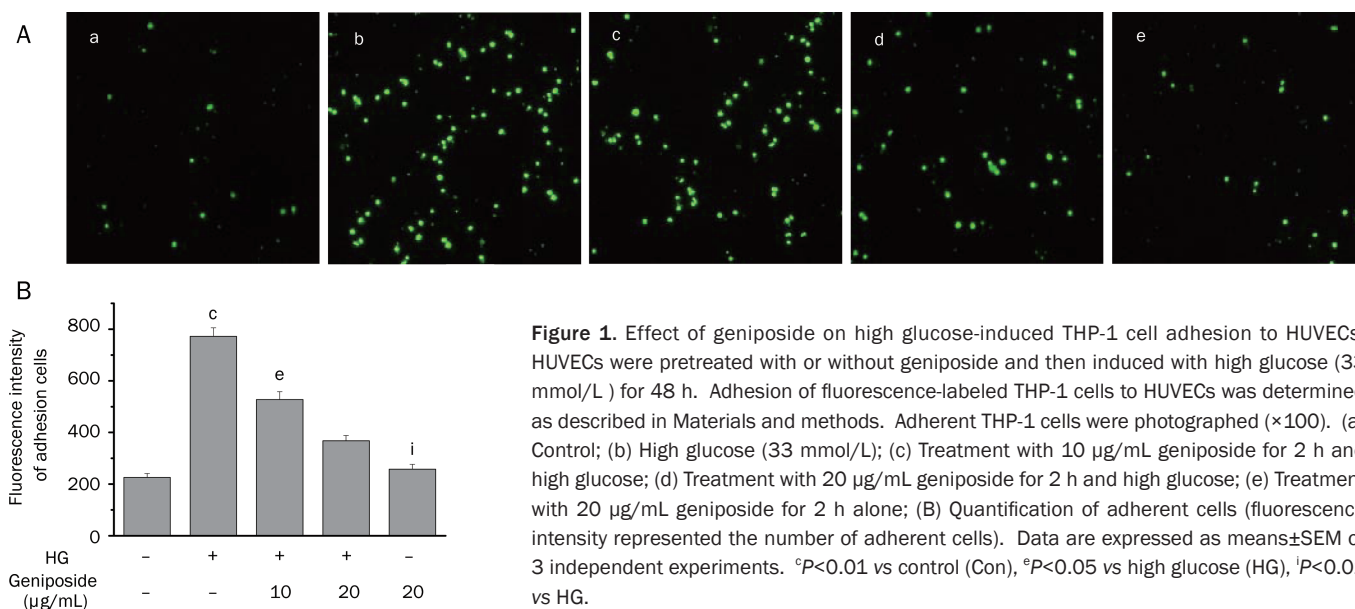 A
a b c d e
B
Fluorescence intensity
of adhesion cells
800
600
400
200
0
c
e
i
HG – + + + –
Geniposide
(µg/mL) – – 10 20 20
Figure 1. Effect of geniposide on high glucose-induced THP-1 cell adhesion to HUVECs
HUVECs were pretreated with or without geniposide and then induced with high glucose (33
mmol/L ) for 48 h. Adhesion of fluorescence-labeled THP-1 cells to HUVECs was determine
as described in Materials and methods. Adherent THP-1 cells were photographed (×100). (a
Control; (b) High glucose (33 mmol/L); (c) Treatment with 10 µg/mL geniposide for 2 h and
high glucose; (d) Treatment with 20 µg/mL geniposide for 2 h and high glucose; (e) Treatmen
with 20 µg/mL geniposide for 2 h alone; (B) Quantification of adherent cells (fluorescenc
intensity represented the number of adherent cells). Data are expressed as means±SEM o
3 independent experiments. ᶜP<0.01 vs control (Con), ᵉP<0.05 vs high glucose (HG), ⁱP<0.0
vs HG.